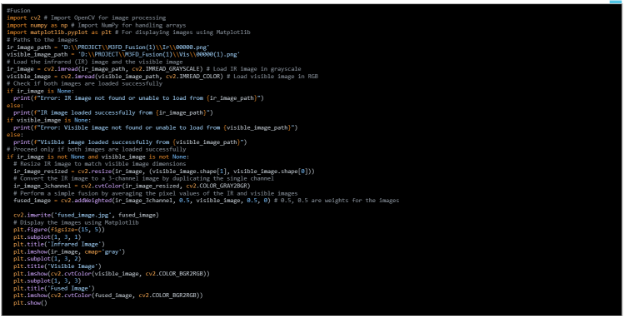 #Fusion
import cv2 # Import OpenCV for image processing
import numpy as np # Import NumPy for handling arrays
import matplotlib.pyplot as plt # For displaying images using Matplotlib
# Paths to the images
ir_image_path = 'D:\\PROJECT\\M3FD_Fusion(1)\\Ir\\00000.png'
visible_image_path = 'D:\\PROJECT\\M3FD_Fusion(1)\\Vis\\00000(1).png'
# Load the infrared (IR) image and the visible image
ir_image = cv2.imread(ir_image_path, cv2.IMREAD_GRAYSCALE) # Load IR image in grayscale
visible_image = cv2.imread(visible_image_path, cv2.IMREAD_COLOR) # Load visible image in RGB
# Check if both images are loaded successfully
if ir_image is None:
  print(f"Error: IR image not found or unable to load from {ir_image_path}")
else:
  print(f"IR image loaded successfully from {ir_image_path}")
if visible_image is None:
  print(f"Error: Visible image not found or unable to load from {visible_image_path}")
else:
  print(f"Visible image loaded successfully from {visible_image_path}")
# Proceed only if both images are loaded successfully
if ir_image is not None and visible_image is not None:
  # Resize IR image to match visible image dimensions
  ir_image_resized = cv2.resize(ir_image, (visible_image.shape[1], visible_image.shape[0]))
  # Convert the IR image to a 3-channel image by duplicating the single channel
  ir_image_3channel = cv2.cvtColor(ir_image_resized, cv2.COLOR_GRAY2BGR)
  # Perform a simple fusion by averaging the pixel values of the IR and visible images
  fused_image = cv2.addWeighted(ir_image_3channel, 0.5, visible_image, 0.5, 0) # 0.5, 0.5 are weights for the images
  cv2.imwrite('fused_image.jpg', fused_image)
  # Display the images using Matplotlib
  plt.figure(figsize=(15, 5))
  plt.subplot(1, 3, 1)
  plt.title('Infrared Image')
  plt.imshow(ir_image, cmap='gray')
  plt.subplot(1, 3, 2)
  plt.title('Visible Image')
  plt.imshow(cv2.cvtColor(visible_image, cv2.COLOR_BGR2RGB))
  plt.subplot(1, 3, 3)
  plt.title('Fused Image')
  plt.imshow(cv2.cvtColor(fused_image, cv2.COLOR_BGR2RGB))
  plt.show()